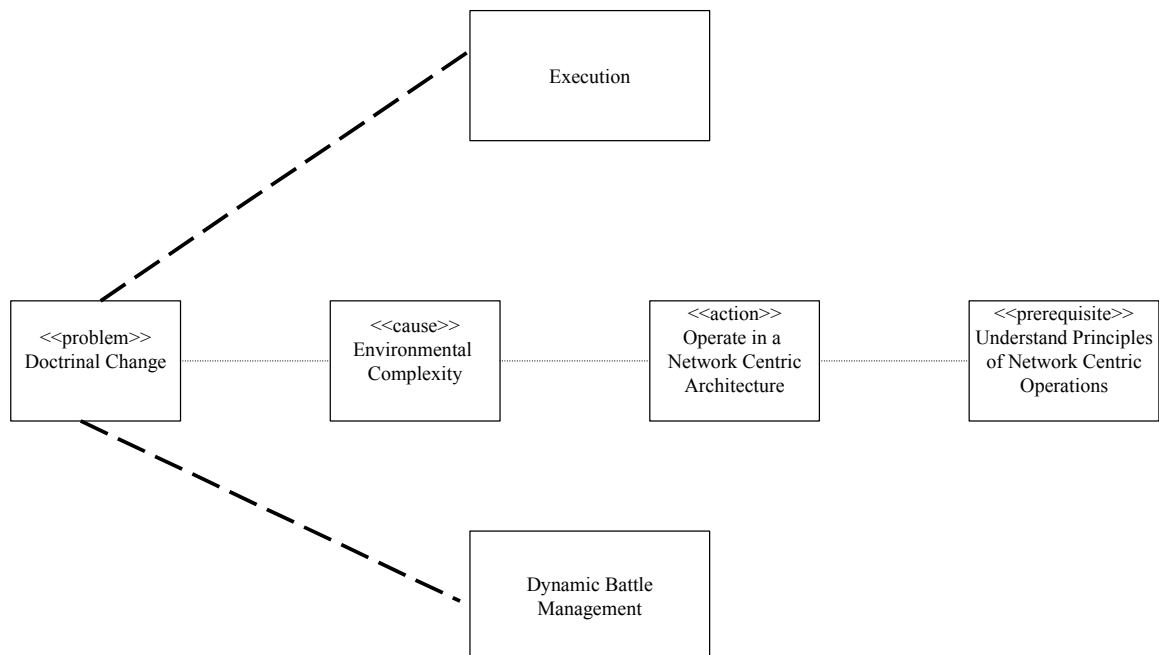 Execution
<<problem>>
Doctrinal Change
<<cause>>
Environmental
Complexity
<<action>>
Operate in a
Network Centric
Architecture
<<prerequisite>>
Understand Principles
of Network Centric
Operations
Dynamic Battle
Management